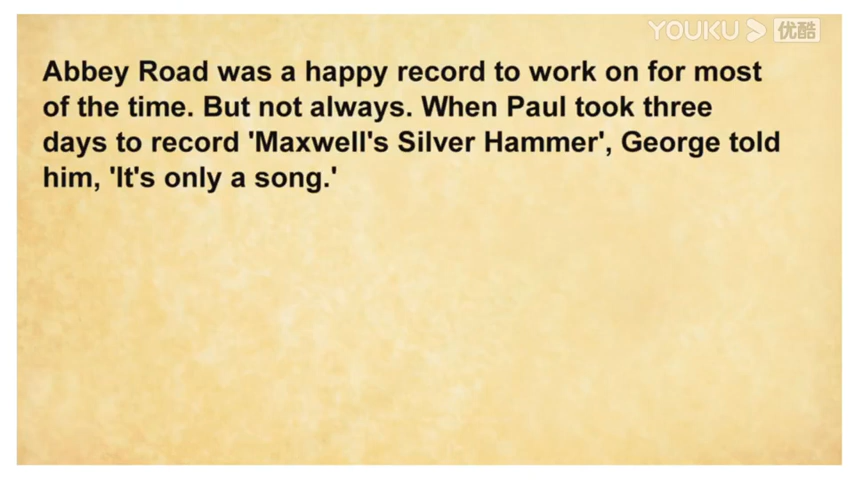 YOUKU 优酷
Abbey Road was a happy record to work on for most
of the time. But not always. When Paul took three
days to record 'Maxwell's Silver Hammer', George told
him, 'It's only a song.'